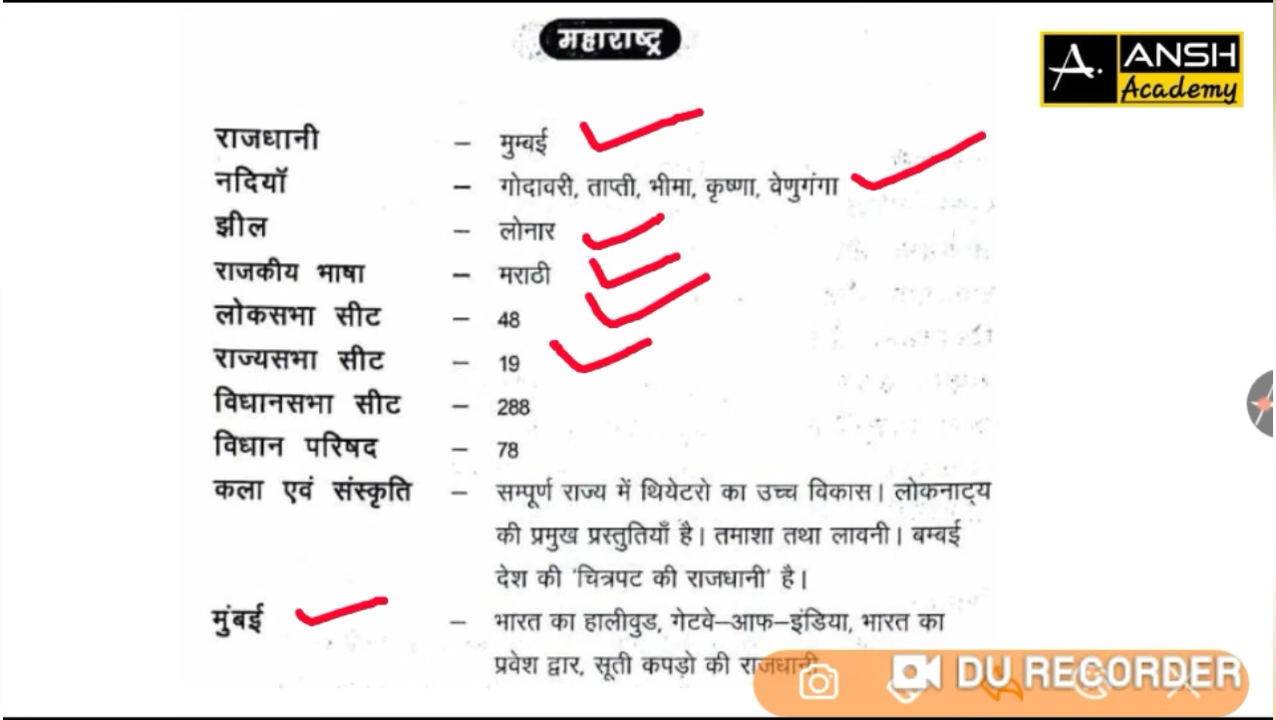 महाराष्ट्र
A. ANSH Academy
राजधानी – मुम्बई
नदियॉ – गोदावरी, ताप्ती, भीमा, कृष्णा, वेणुगंगा
झील – लोनार
राजकीय भाषा – मराठी
लोकसभा सीट – 48
राज्यसभा सीट – 19
विधानसभा सीट – 288
विधान परिषद – 78
कला एवं संस्कृति – सम्पूर्ण राज्य में थियेटरो का उच्च विकास। लोकनाट्य
की प्रमुख प्रस्तुतियाँ है। तमाशा तथा लावनी। बम्बई
देश की 'चित्रपट की राजधानी' है।
मुंबई – भारत का हालीवुड, गेटवे–आफ–इंडिया, भारत का
प्रवेश द्वार, सूती कपड़ो की राजधानी
DU RECORDER